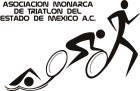 ASOCIACION MONARCA
DE TRIATLON DEL
ESTADO DE MEXICO A.C.